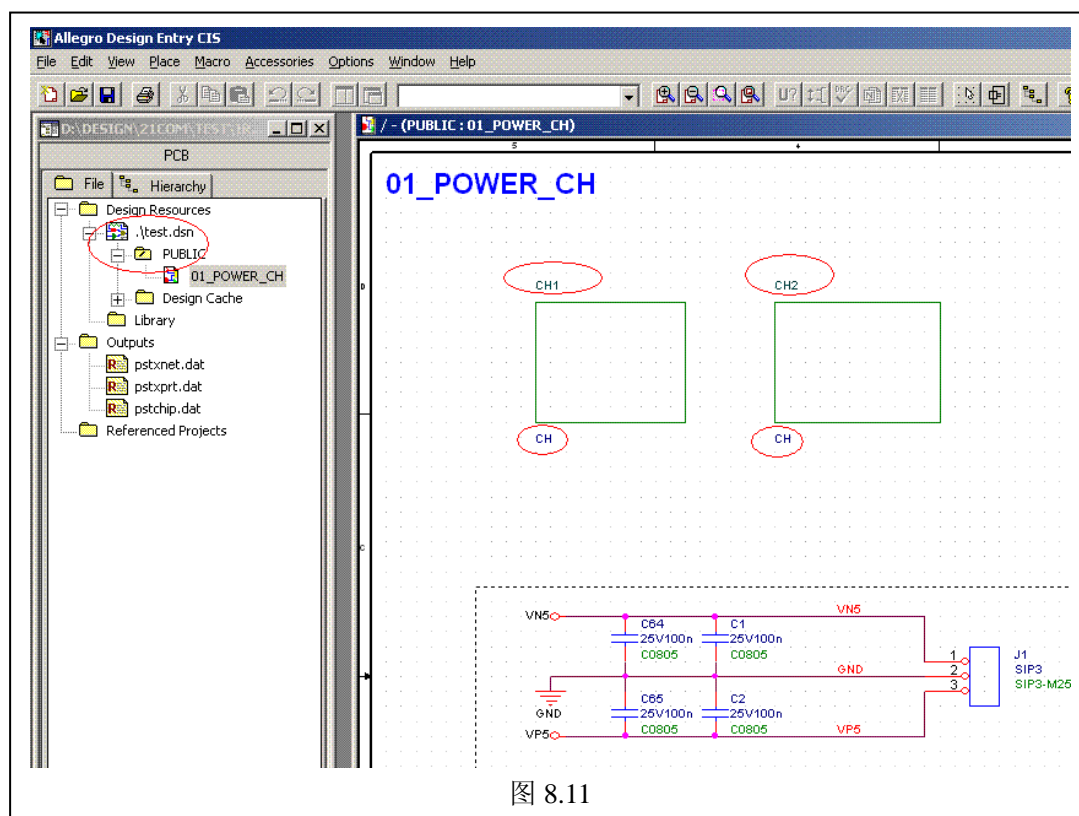 Allegro Design Entry CIS
File Edit View Place Macro Accessories Options Window Help
U?
D:\DESIGN\21COM\TEST\
/ - (PUBLIC : 01_POWER_CH)
PCB
File Hierarchy
Design Resources
.\test.dsn
PUBLIC
01_POWER_CH
Design Cache
Library
Outputs
pstxnet.dat
pstxprt.dat
pstchip.dat
Referenced Projects
5 4
01_POWER_CH
D
CH1 CH2
CH CH
C
VN5 VN5
C64 C1
25V100n 25V100n
C0805 C0805
1
2
3
J1
SIP3
SIP3-M25
GND
GND
C65 C2
25V100n 25V100n
C0805 C0805
VP5 VP5
图 8.11